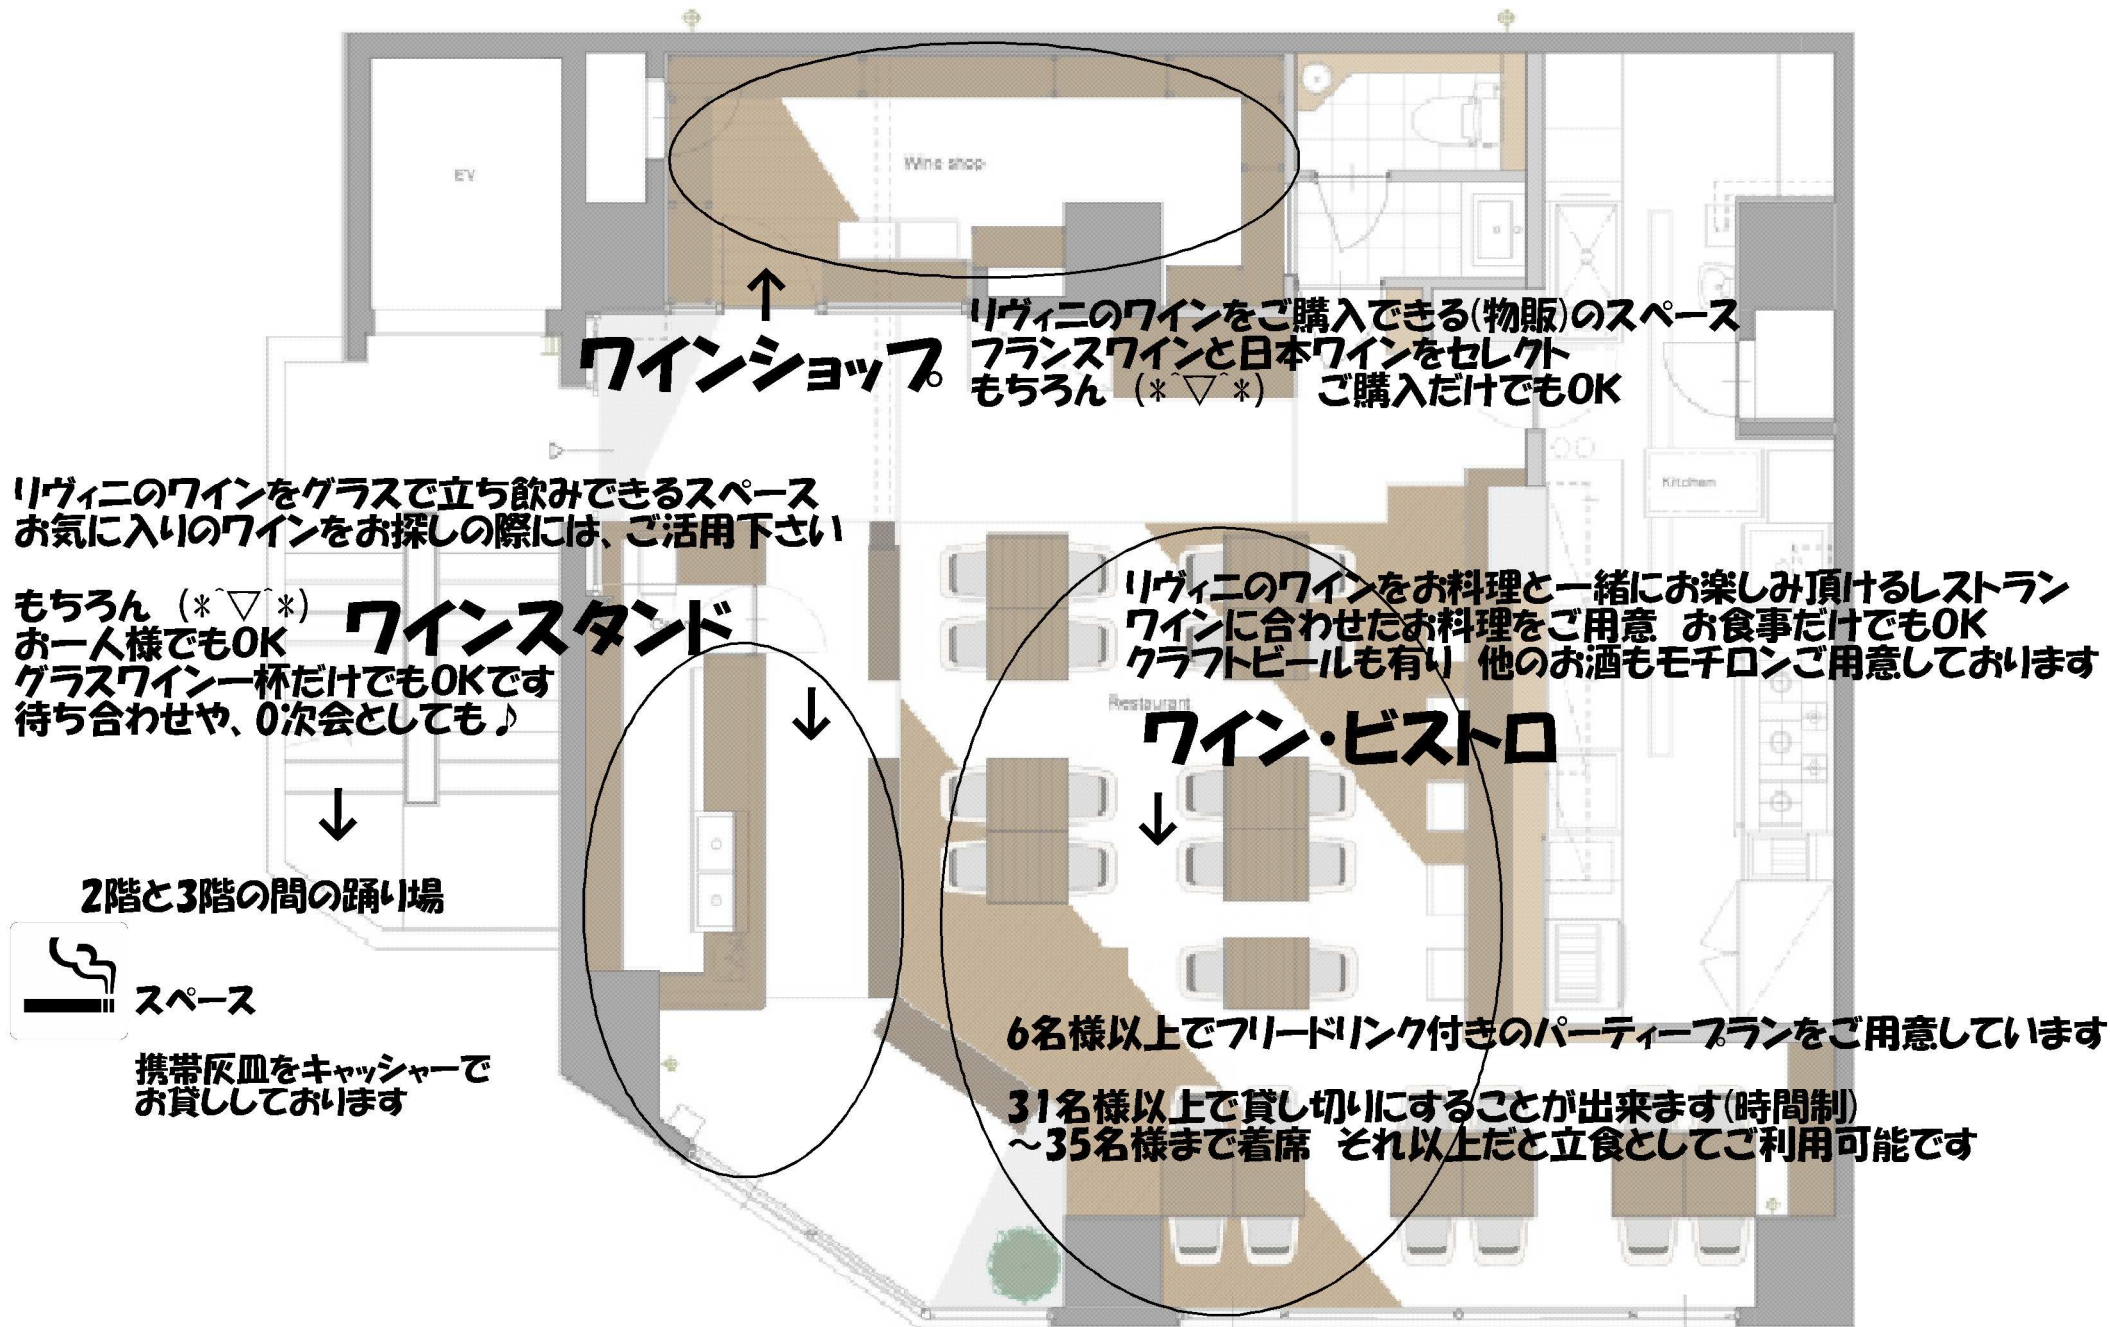 EV
Wine shop
ワインショップ
リヴィニのワインをご購入できる(物販)のスペース
フランスワインと日本ワインをセレクト
もちろん (*^▽^*) ご購入だけでもOK
Kitchen
リヴィニのワインをグラスで立ち飲みできるスペース
お気に入りのワインをお探しの際には、ご活用下さい
もちろん (*^▽^*)
お一人様でもOK
グラスワイン一杯だけでもOKです
待ち合わせや、0次会としても♪
ワインスタンド
リヴィニのワインをお料理と一緒にお楽しみ頂けるレストラン
ワインに合わせたお料理をご用意 お食事だけでもOK
クラフトビールも有り 他のお酒もモチロンご用意しております
Restaurant
ワイン・ビストロ
2階と3階の間の踊り場
スペース
携帯灰皿をキャッシャーで
お貸ししております
6名様以上でフリードリンク付きのパーティープランをご用意しています
31名様以上で貸し切りにすることが出来ます(時間制)
～35名様まで着席 それ以上だと立食としてご利用可能です